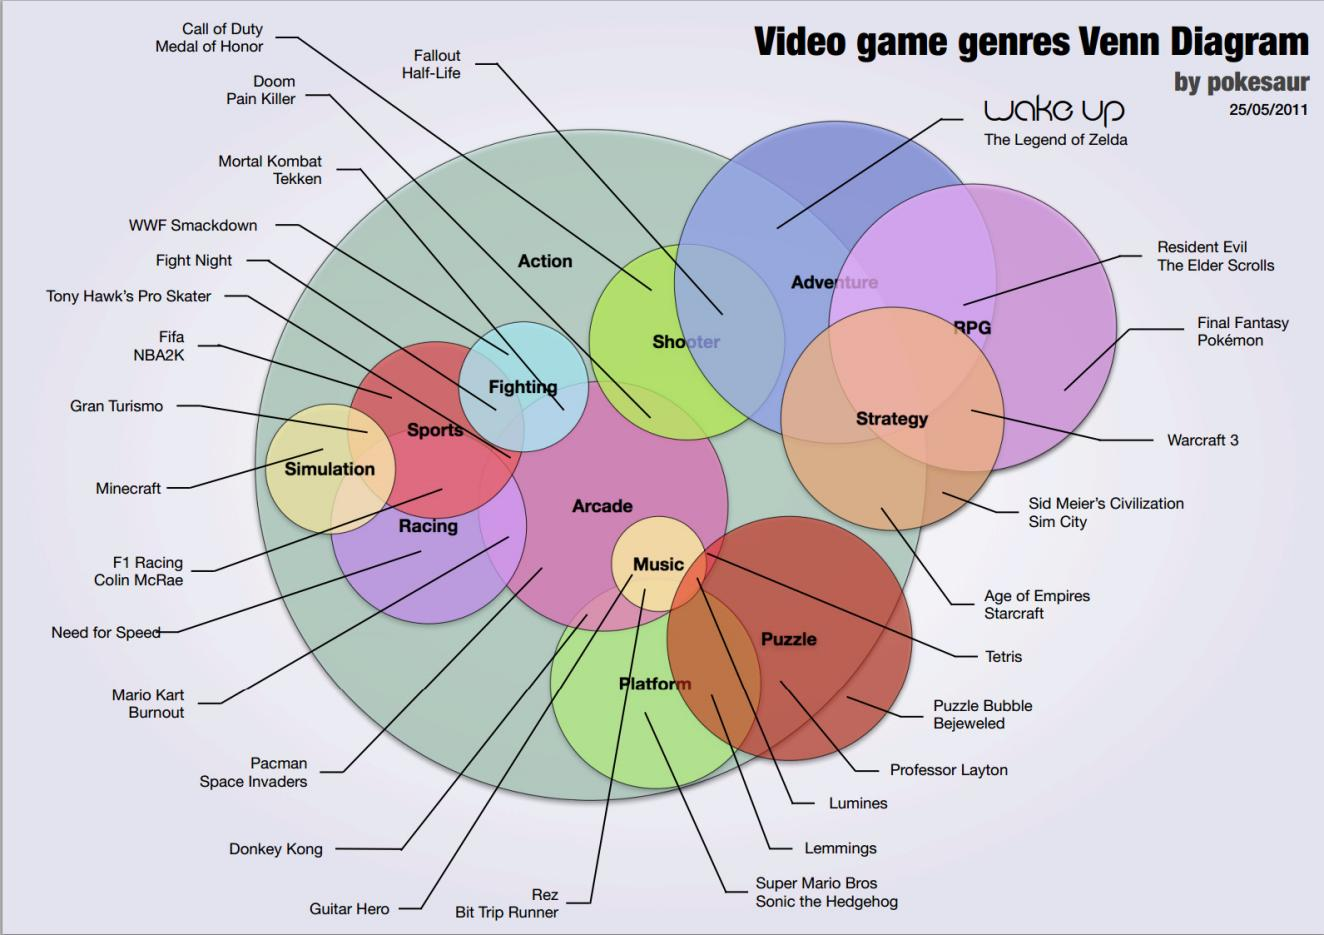 Video game genres Venn Diagram
by pokesaur
25/05/2011
Call of Duty
Medal of Honor
Fallout
Half-Life
Doom
Pain Killer
wake up
The Legend of Zelda
Mortal Kombat
Tekken
WWF Smackdown
Fight Night
Tony Hawk's Pro Skater
Fifa
NBA2K
Gran Turismo
Minecraft
F1 Racing
Colin McRae
Need for Speed
Mario Kart
Burnout
Pacman
Space Invaders
Donkey Kong
Guitar Hero
Rez
Bit Trip Runner
Action
Adventure
Shooter
RPG
Fighting
Sports
Strategy
Simulation
Arcade
Racing
Music
Puzzle
Platform
Resident Evil
The Elder Scrolls
Final Fantasy
Pokémon
Warcraft 3
Sid Meier's Civilization
Sim City
Age of Empires
Starcraft
Tetris
Puzzle Bubble
Bejeweled
Professor Layton
Lumines
Lemmings
Super Mario Bros
Sonic the Hedgehog